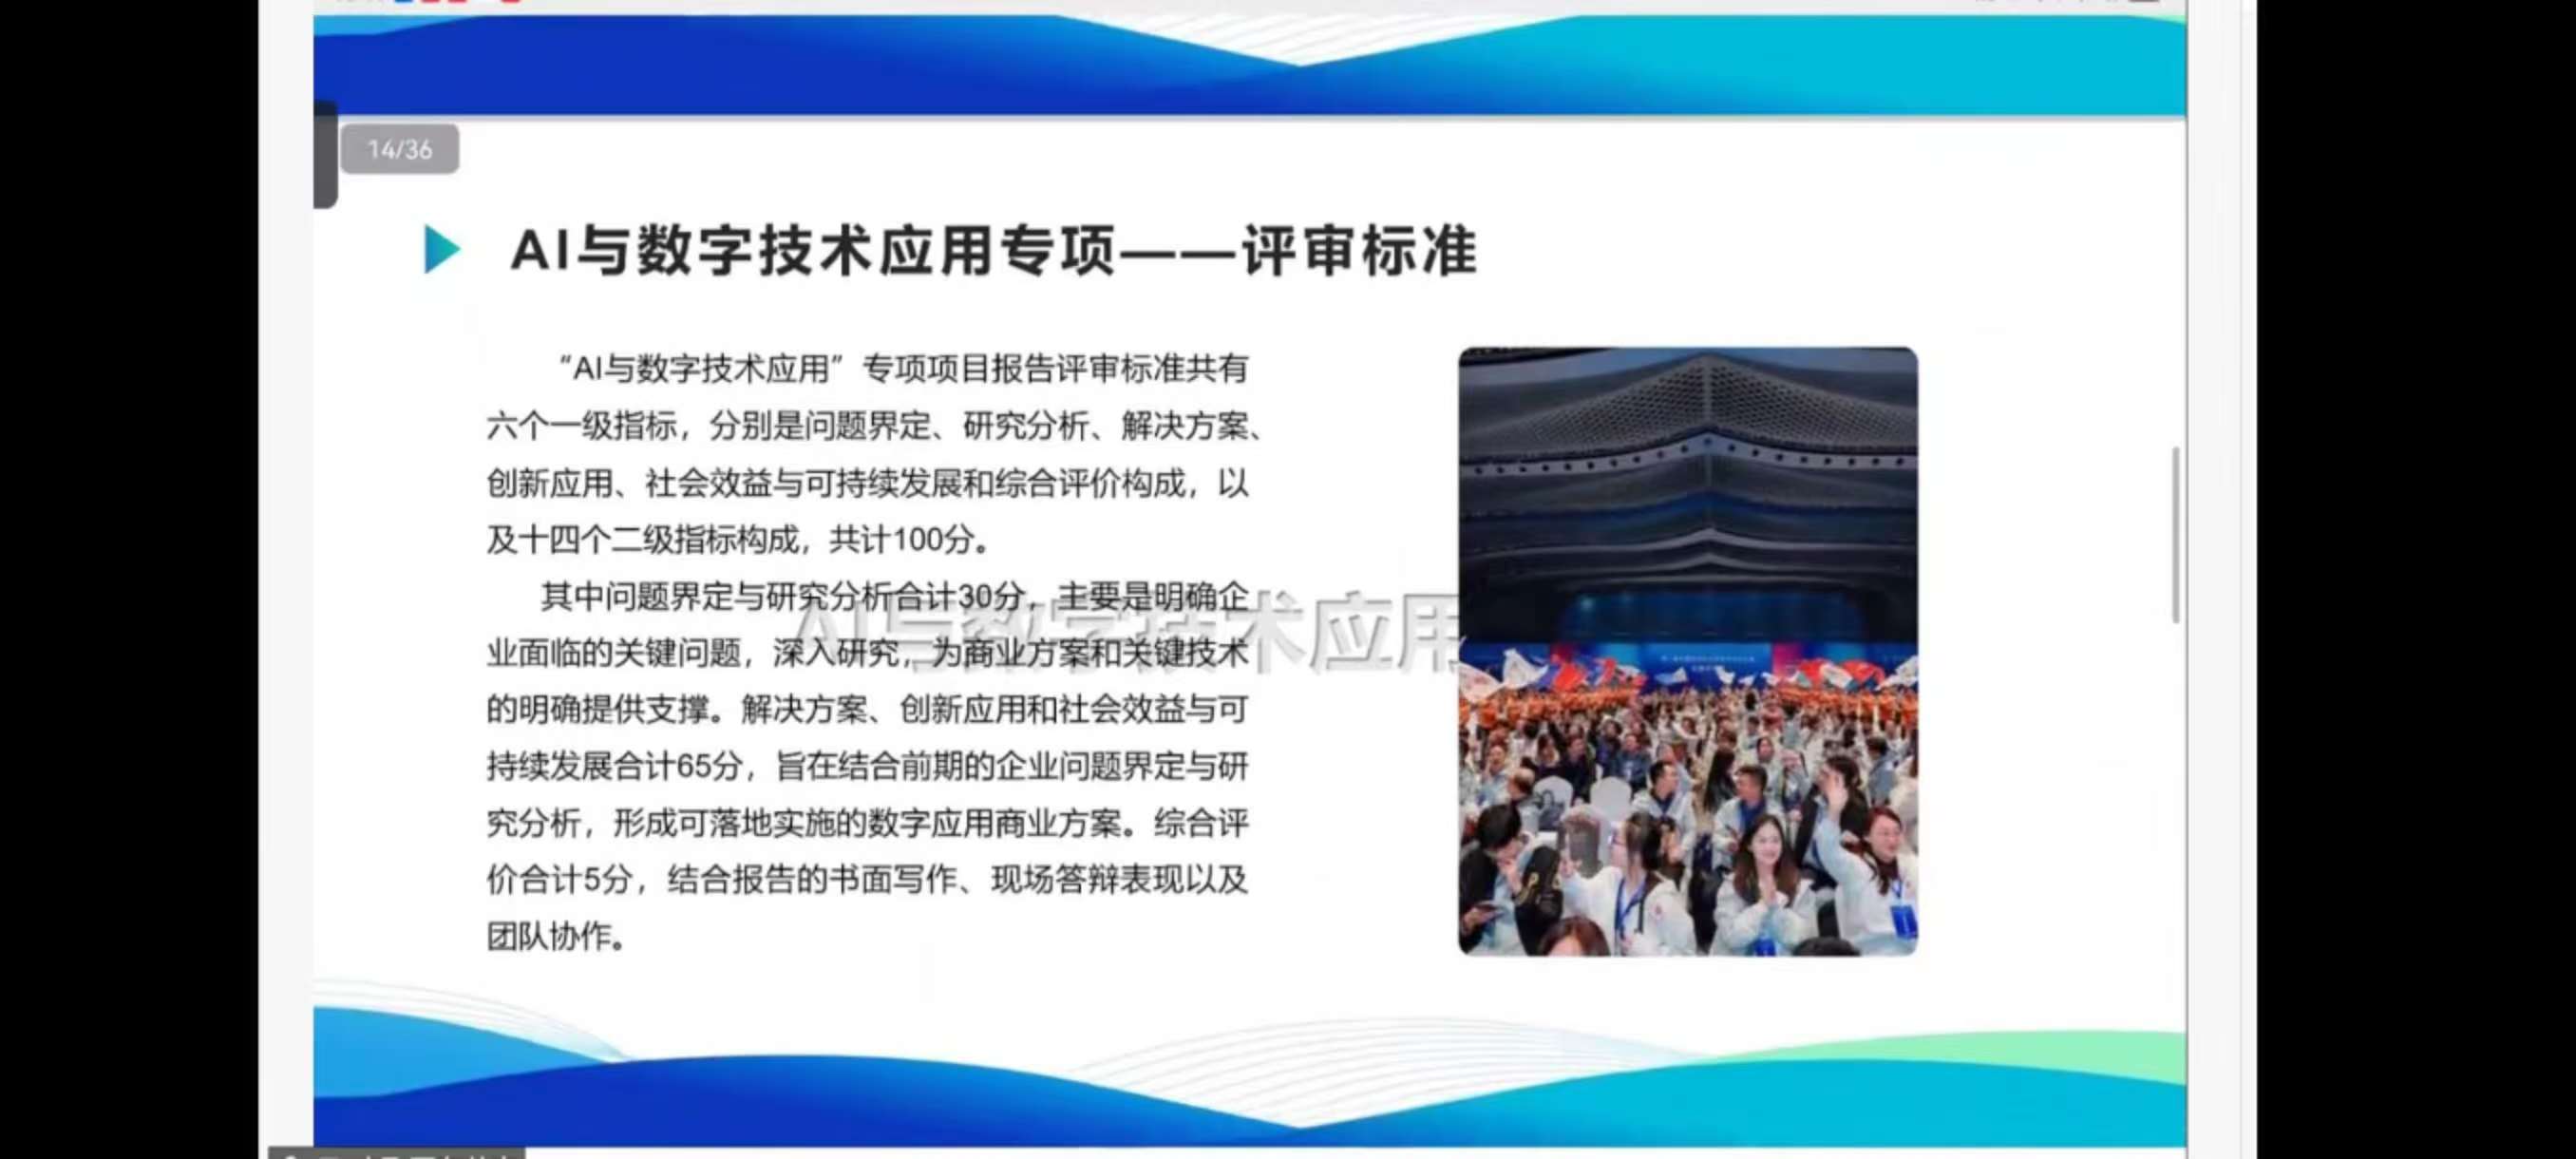 14/36
AI与数字技术应用专项——评审标准
“AI与数字技术应用”专项项目报告评审标准共有
六个一级指标，分别是问题界定、研究分析、解决方案、
创新应用、社会效益与可持续发展和综合评价构成，以
及十四个二级指标构成，共计100分。
其中问题界定与研究分析合计30分，主要是明确企
业面临的关键问题，深入研究，为商业方案和关键技术
的明确提供支撑。解决方案、创新应用和社会效益与可
持续发展合计65分，旨在结合前期的企业问题界定与研
究分析，形成可落地实施的数字应用商业方案。综合评
价合计5分，结合报告的书面写作、现场答辩表现以及
团队协作。
AI与数字技术应用